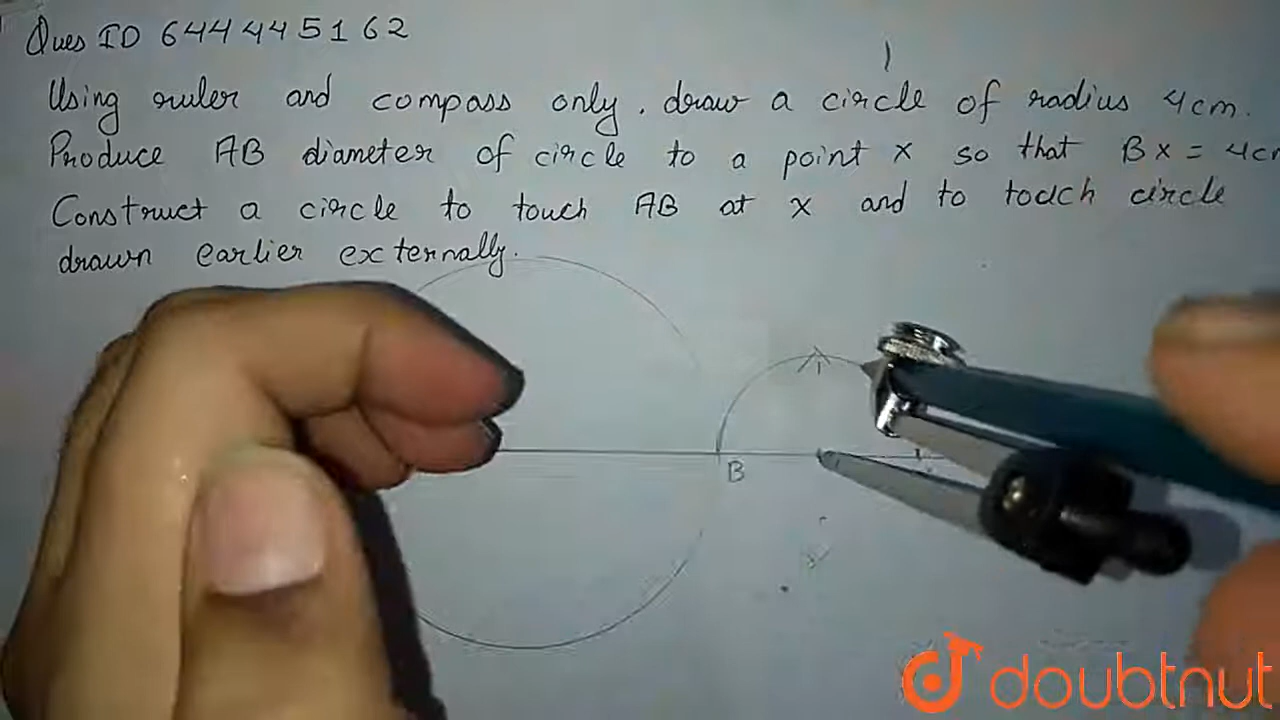 Ques ID 644445162
Using ruler and compass only, draw a circle of radius 4cm.
Produce AB diameter of circle to a point X so that BX = 4cm
Construct a circle to touch AB at X and to touch circle
drawn earlier externally.
B
doubtnut